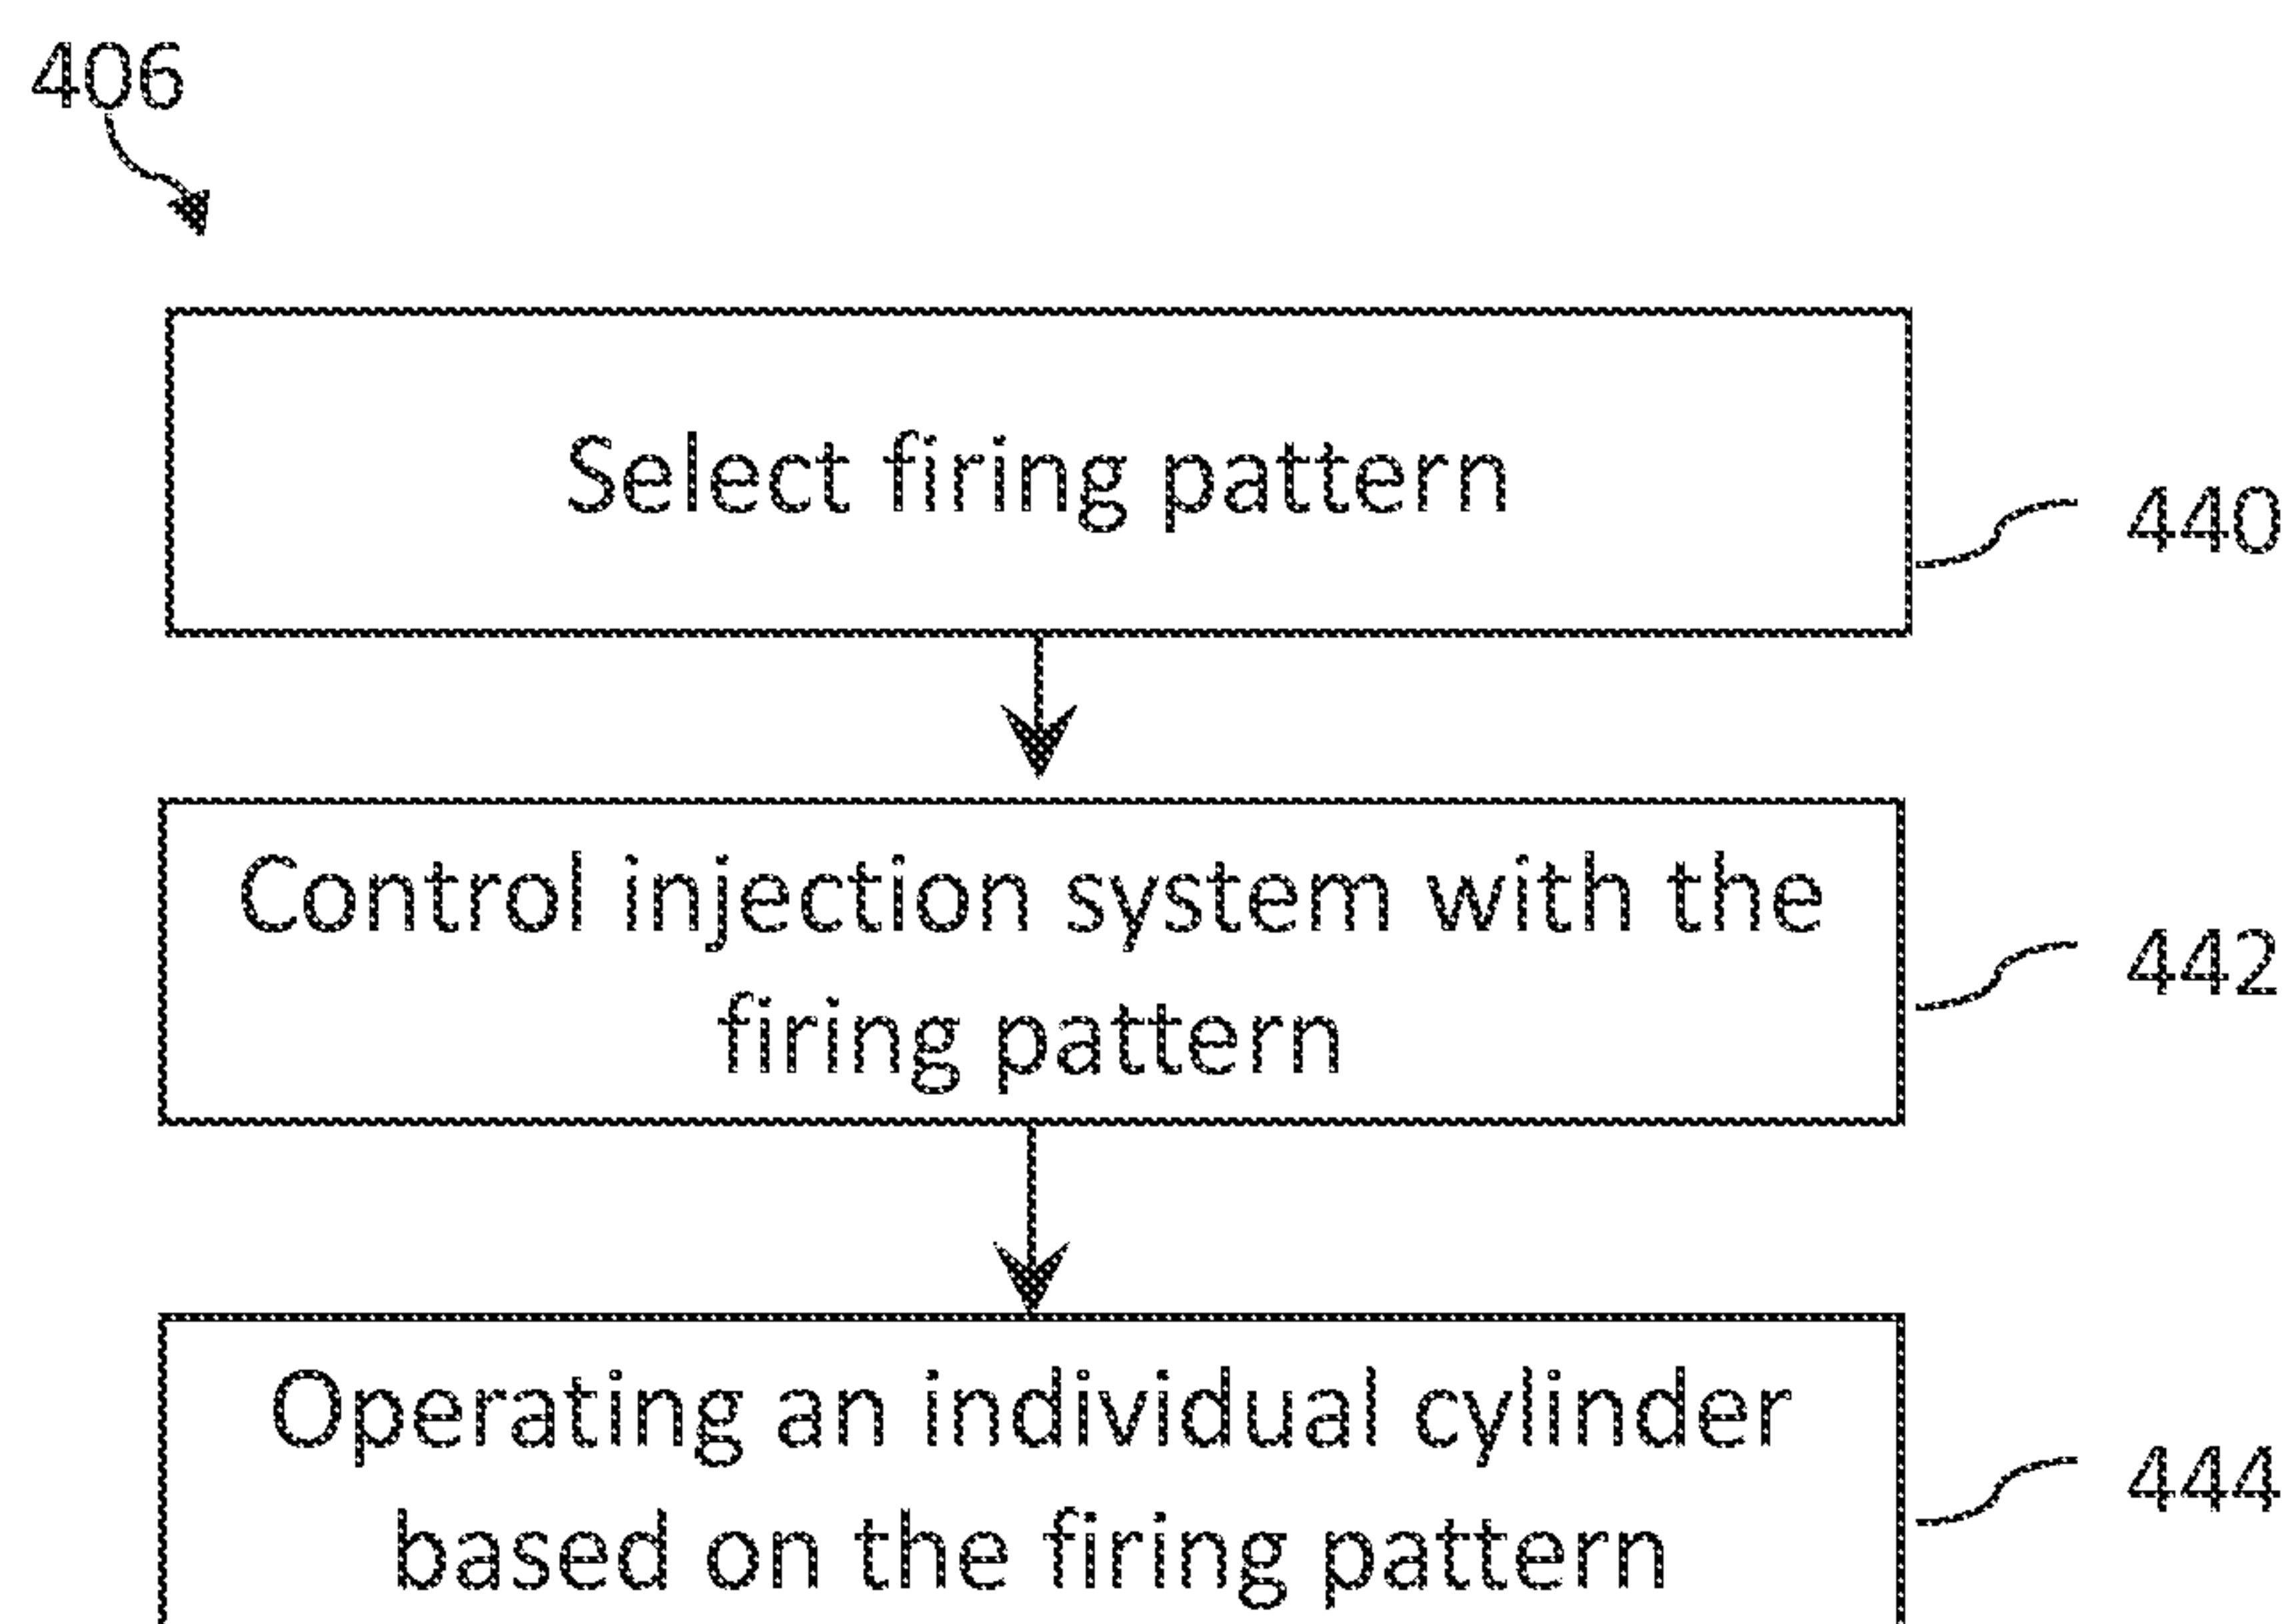 406
Select firing pattern
440
Control injection system with the
firing pattern
442
Operating an individual cylinder
based on the firing pattern
444